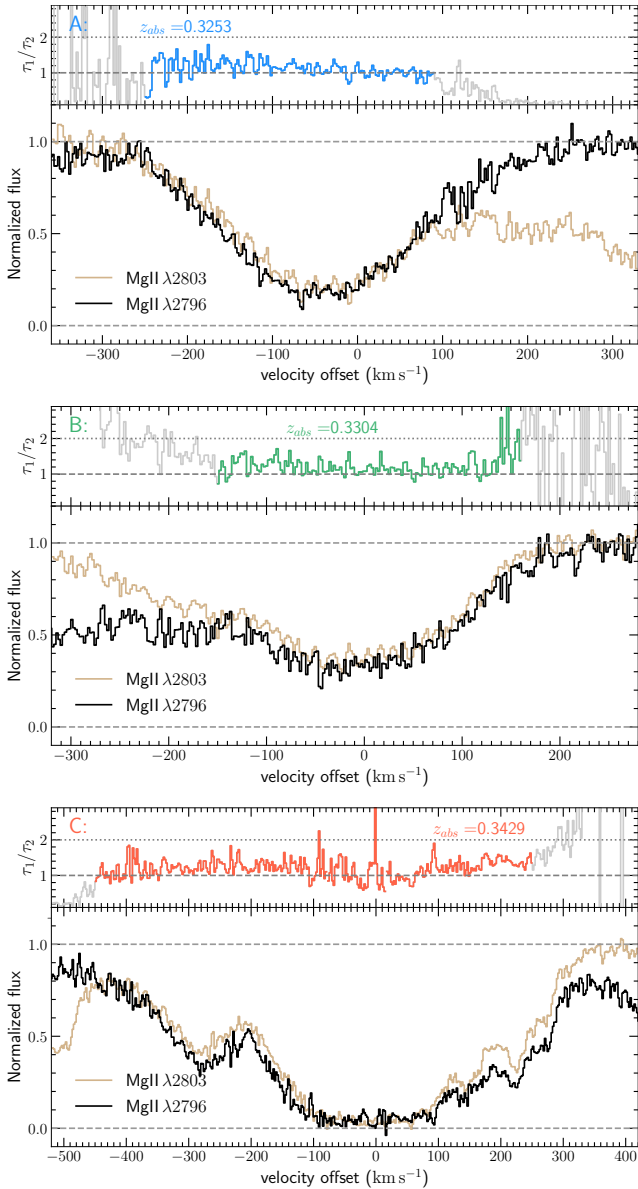 A:
z_abs =0.3253
τ₁/τ₂
2
1
Normalized flux
1.0
0.5
0.0
MgII λ2803
MgII λ2796
−300 −200 −100 0 100 200 300
velocity offset (km s⁻¹)
B:
z_abs =0.3304
τ₁/τ₂
2
1
Normalized flux
1.0
0.5
0.0
MgII λ2803
MgII λ2796
−300 −200 −100 0 100 200
velocity offset (km s⁻¹)
C:
z_abs =0.3429
τ₁/τ₂
2
1
Normalized flux
1.0
0.5
0.0
MgII λ2803
MgII λ2796
−500 −400 −300 −200 −100 0 100 200 300 400
velocity offset (km s⁻¹)